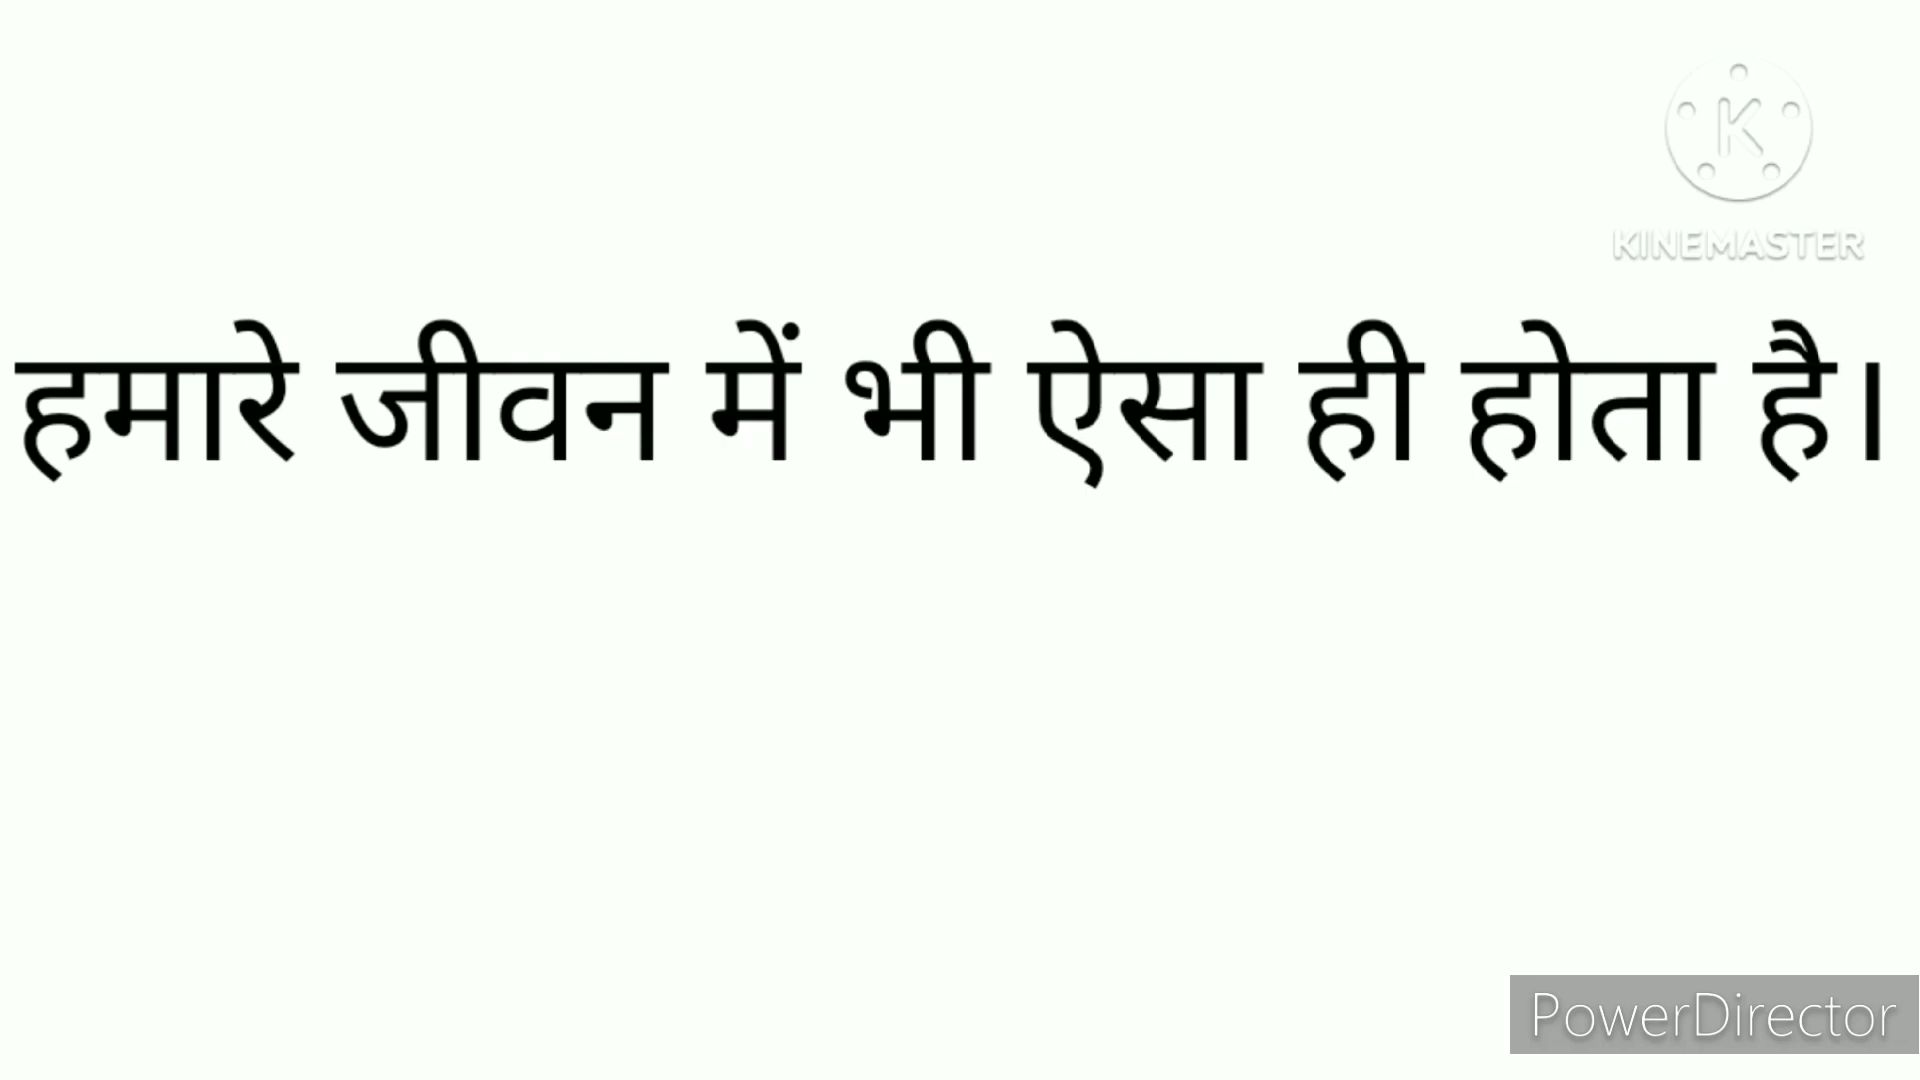 KINEMASTER
हमारे जीवन में भी ऐसा ही होता है।
PowerDirector